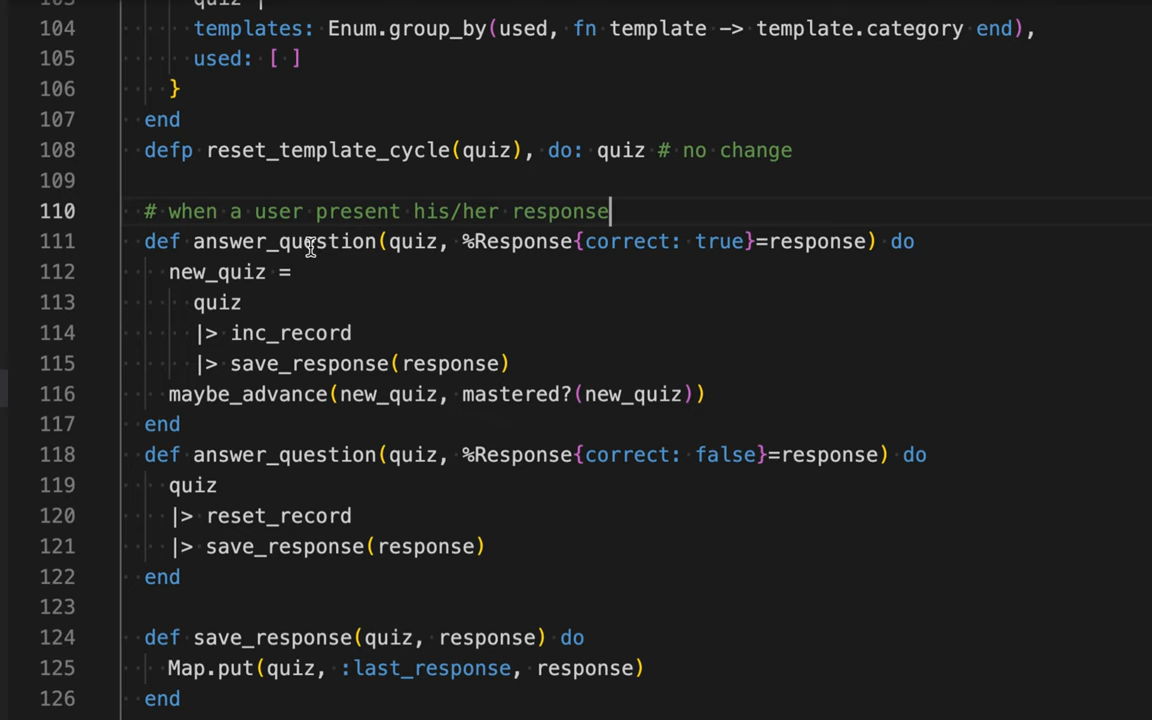 103 quiz |
104 templates: Enum.group_by(used, fn template -> template.category end),
105 used: [ ]
106 }
107 end
108 defp reset_template_cycle(quiz), do: quiz # no change
109
110 # when a user present his/her response
111 def answer_question(quiz, %Response{correct: true}=response) do
112 new_quiz =
113 quiz
114 |> inc_record
115 |> save_response(response)
116 maybe_advance(new_quiz, mastered?(new_quiz))
117 end
118 def answer_question(quiz, %Response{correct: false}=response) do
119 quiz
120 |> reset_record
121 |> save_response(response)
122 end
123
124 def save_response(quiz, response) do
125 Map.put(quiz, :last_response, response)
126 end